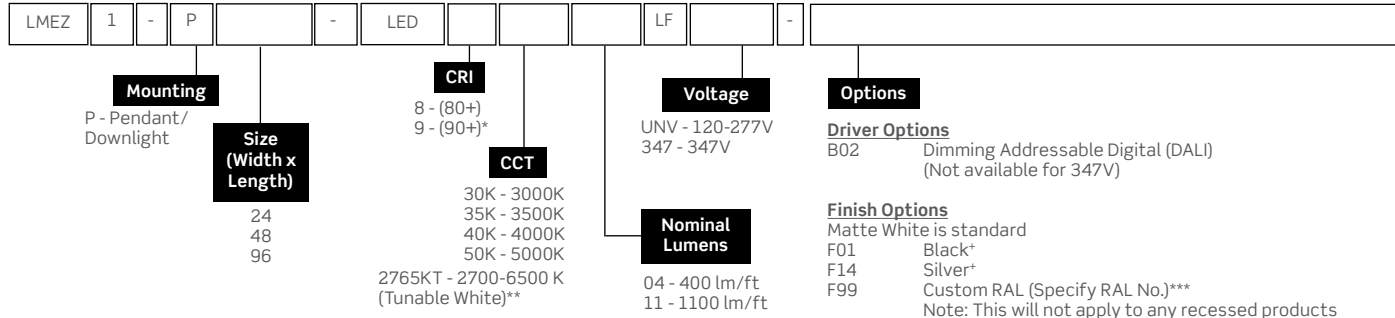 LMEZ 1 - P - LED LF -
Mounting
P - Pendant/
Downlight
Size
(Width x
Length)
24
48
96
CRI
8 - (80+)
9 - (90+)*
CCT
30K - 3000K
35K - 3500K
40K - 4000K
50K - 5000K
2765KT - 2700-6500 K
(Tunable White)**
Nominal
Lumens
04 - 400 lm/ft
11 - 1100 lm/ft
Voltage
UNV - 120-277V
347 - 347V
Options
Driver Options
B02 Dimming Addressable Digital (DALI)
(Not available for 347V)
Finish Options
Matte White is standard
F01 Black+
F14 Silver+
F99 Custom RAL (Specify RAL No.)***
Note: This will not apply to any recessed products